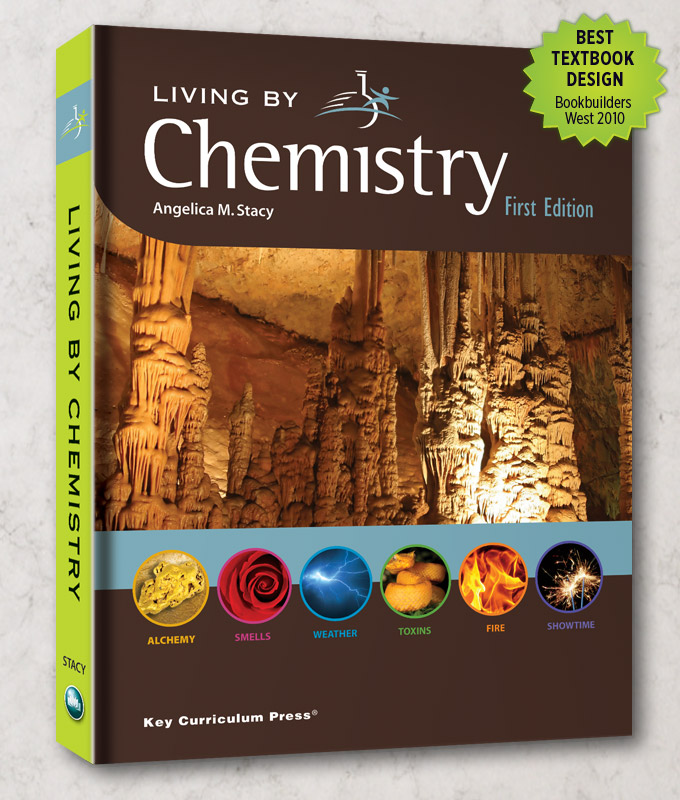 BEST
TEXTBOOK
DESIGN
Bookbuilders
West 2010
LIVING BY
Chemistry
First Edition
Angelica M. Stacy
LIVING BY CHEMISTRY
STACY
ALCHEMY
SMELLS
WEATHER
TOXINS
FIRE
SHOWTIME
Key Curriculum Press®